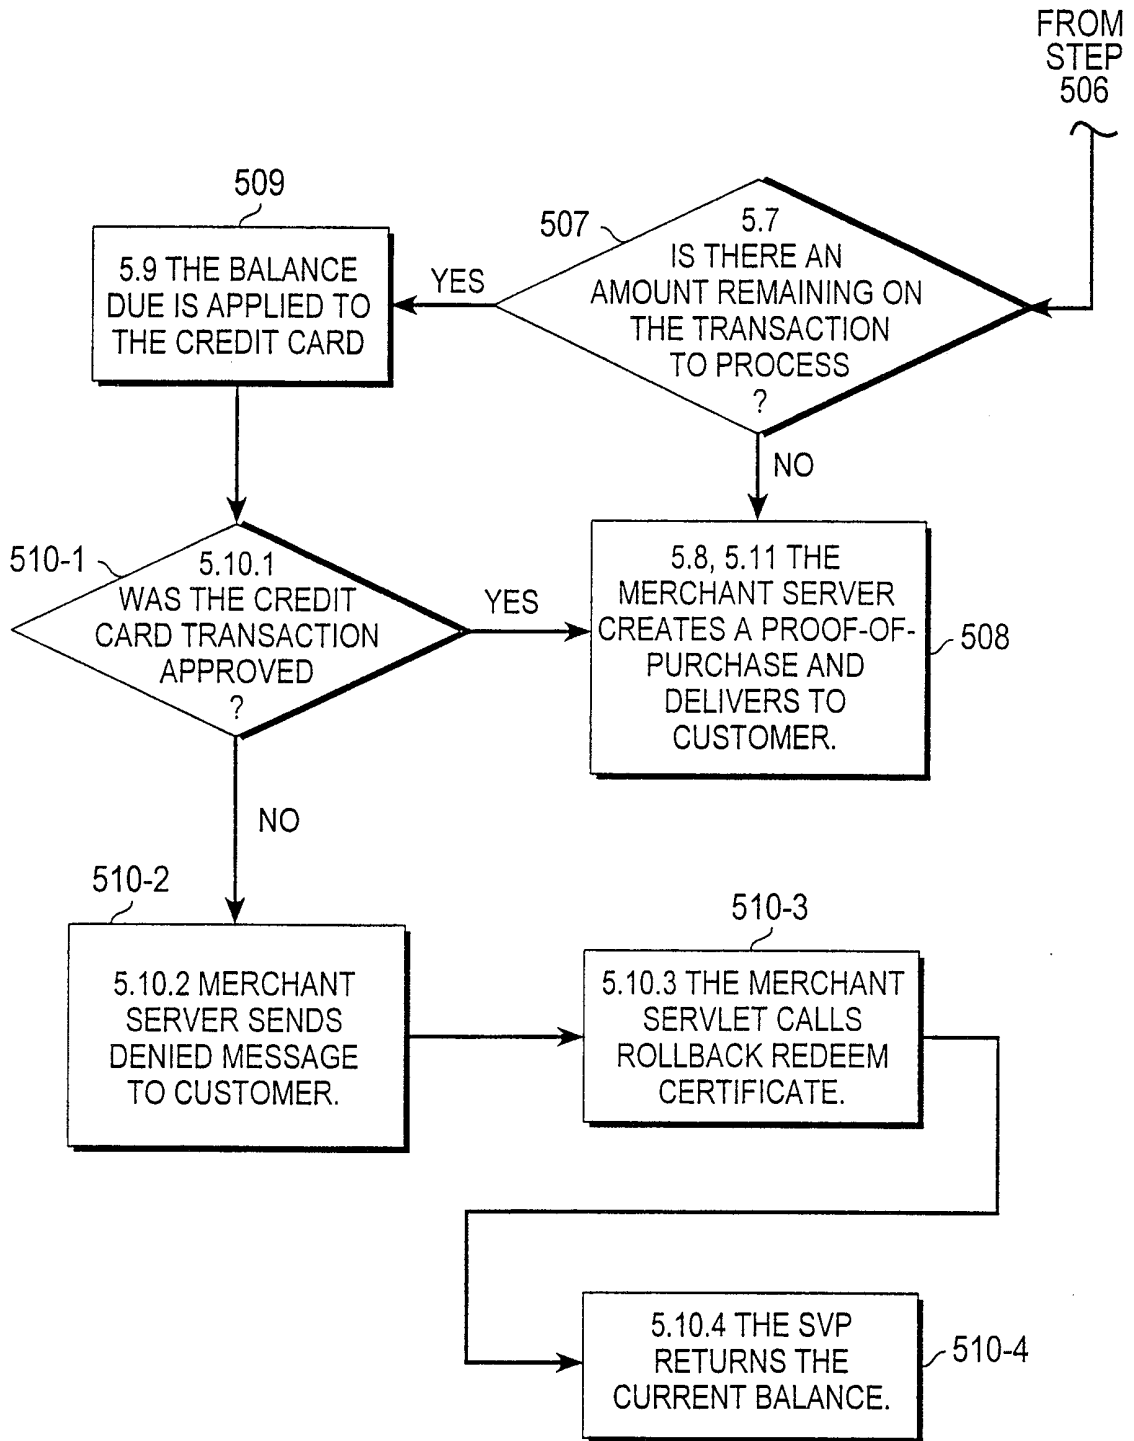 FROM
STEP
506
509
507
5.7
IS THERE AN
AMOUNT REMAINING ON
THE TRANSACTION
TO PROCESS
?
YES
5.9 THE BALANCE
DUE IS APPLIED TO
THE CREDIT CARD
NO
510-1
5.10.1
WAS THE CREDIT
CARD TRANSACTION
APPROVED
?
YES
5.8, 5.11 THE
MERCHANT SERVER
CREATES A PROOF-OF-
PURCHASE AND
DELIVERS TO
CUSTOMER.
508
NO
510-2
5.10.2 MERCHANT
SERVER SENDS
DENIED MESSAGE
TO CUSTOMER.
510-3
5.10.3 THE MERCHANT
SERVLET CALLS
ROLLBACK REDEEM
CERTIFICATE.
5.10.4 THE SVP
RETURNS THE
CURRENT BALANCE.
510-4